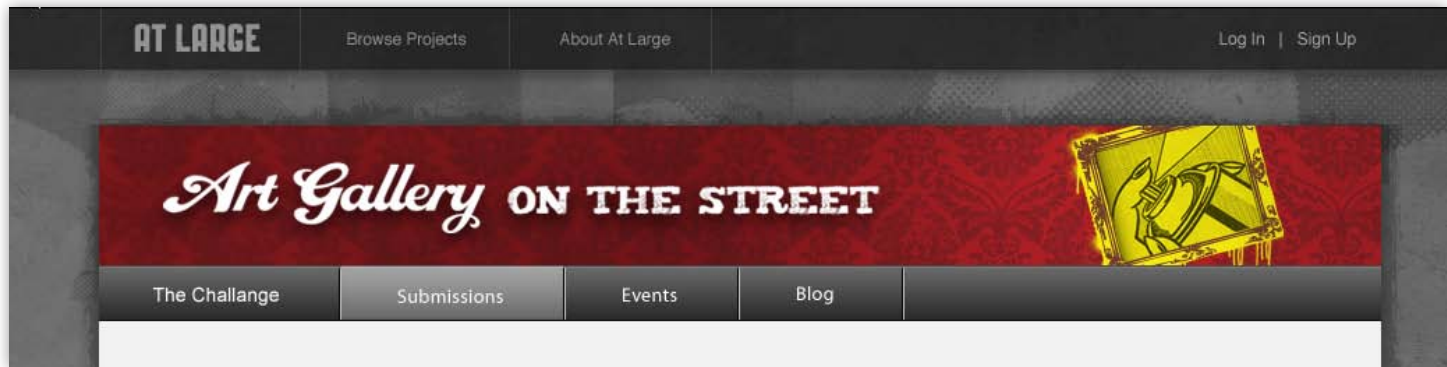 AT LARGE Browse Projects About At Large Log In | Sign Up
Art Gallery ON THE STREET
The Challange Submissions Events Blog